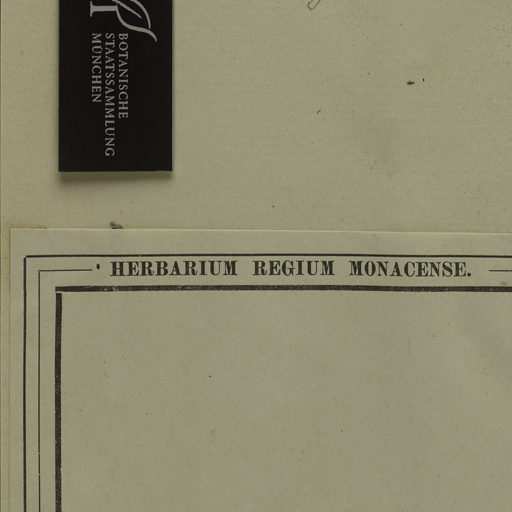 BOTANISCHE
STAATSSAMMLUNG
MÜNCHEN
HERBARIUM REGIUM MONACENSE.